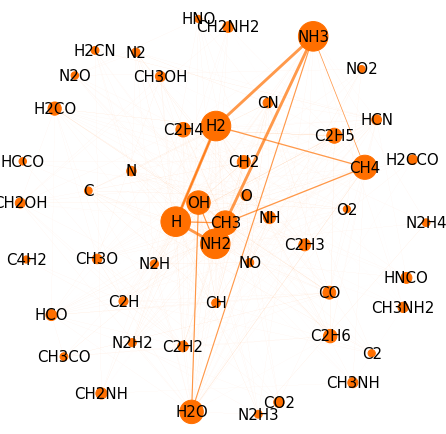 HNO
CH2NH2
NH3
H2CN
N2
NO2
N2O
CH3OH
CN
H2CO
HCN
C2H4
H2
C2H5
HCCO
CH2
H2CCO
CH4
N
C
O
CH2OH
OH
O2
H
CH3
NH
N2H4
NH2
C2H3
C4H2
CH3O
N2H
NO
HNCO
CO
C2H
CH
CH3NH2
HCO
C2H6
N2H2
C2H2
C2
CH3CO
CH3NH
CH2NH
CO2
H2O
N2H3